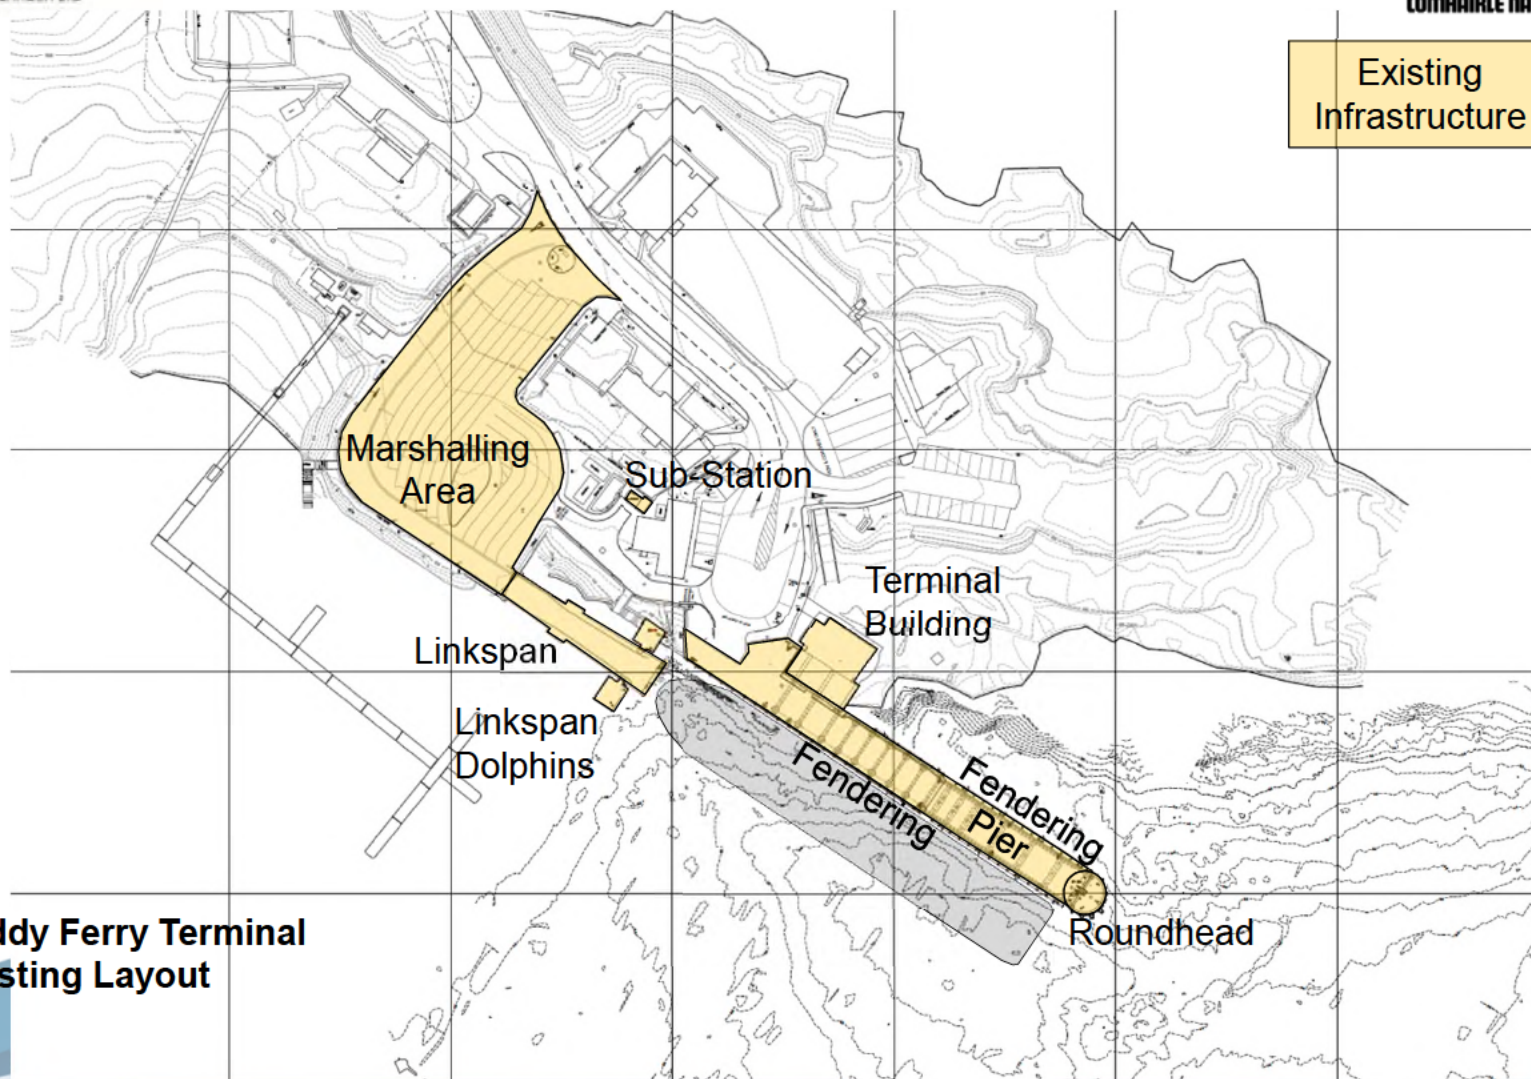 Existing
Infrastructure
Marshalling
Area
Sub-Station
Terminal
Building
Linkspan
Linkspan
Dolphins
Fendering
Fendering
Pier
Roundhead
ddy Ferry Terminal
sting Layout